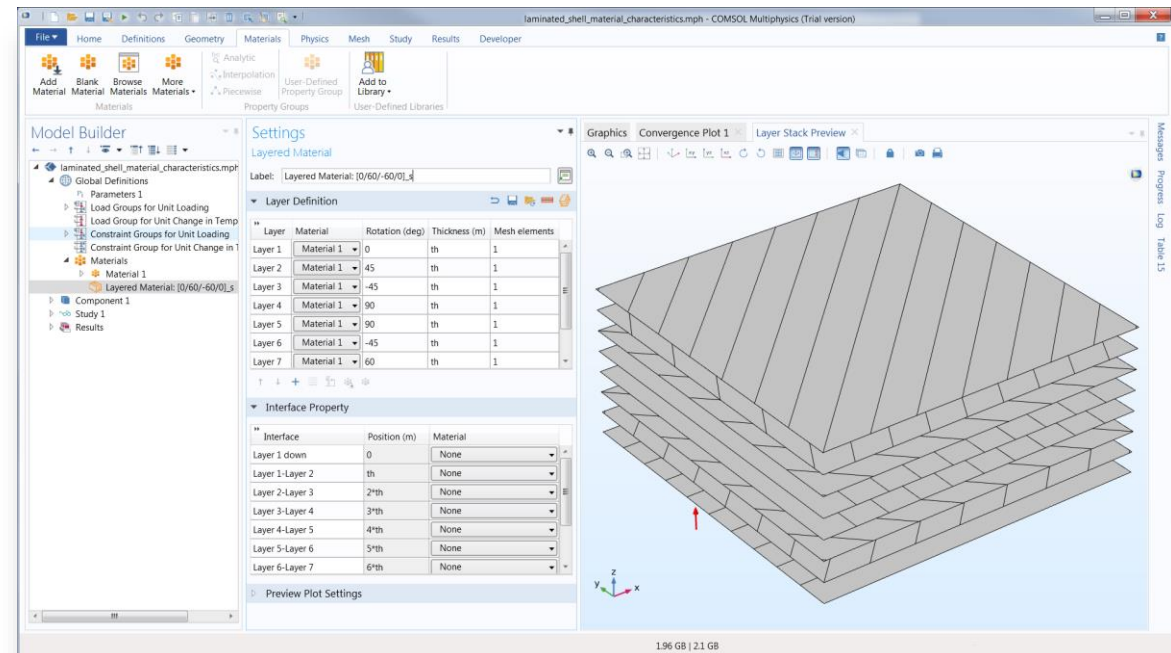 laminated_shell_material_characteristics.mph - COMSOL Multiphysics (Trial version)
File Home Definitions Geometry Materials Physics Mesh Study Results Developer
Add Material
Blank Material
Browse Materials
More Materials
Materials
Analytic
Interpolation
Piecewise
User-Defined Property Group
Property Groups
Add to Library
User-Defined Libraries
Model Builder
laminated_shell_material_characteristics.mph
Global Definitions
Parameters 1
Load Groups for Unit Loading
Load Group for Unit Change in Temp
Constraint Groups for Unit Loading
Constraint Group for Unit Change in T
Materials
Material 1
Layered Material: [0/60/-60/0]_s
Component 1
Study 1
Results
Settings
Layered Material
Label: Layered Material: [0/60/-60/0]_s
Layer Definition
Layer Material Rotation (deg) Thickness (m) Mesh elements
Layer 1 Material 1 0 th 1
Layer 2 Material 1 45 th 1
Layer 3 Material 1 -45 th 1
Layer 4 Material 1 90 th 1
Layer 5 Material 1 90 th 1
Layer 6 Material 1 -45 th 1
Layer 7 Material 1 60 th 1
Interface Property
Interface Position (m) Material
Layer 1 down 0 None
Layer 1-Layer 2 th None
Layer 2-Layer 3 2*th None
Layer 3-Layer 4 3*th None
Layer 4-Layer 5 4*th None
Layer 5-Layer 6 5*th None
Layer 6-Layer 7 6*th None
Preview Plot Settings
Graphics Convergence Plot 1 Layer Stack Preview
z
y
x
Messages Progress Log Table 15
1.96 GB | 2.1 GB